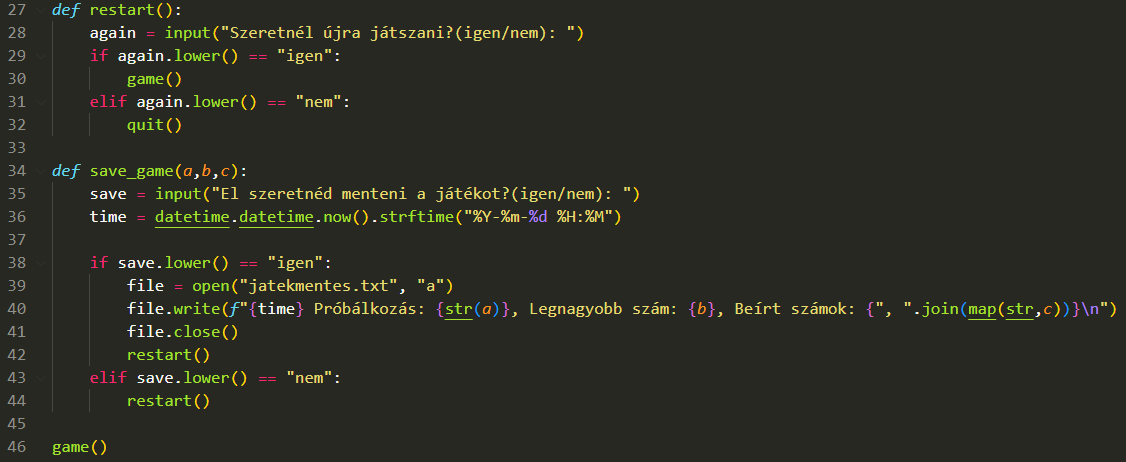 27 def restart():
28     again = input("Szeretnél újra játszani?(igen/nem): ")
29     if again.lower() == "igen":
30         game()
31     elif again.lower() == "nem":
32         quit()
33
34 def save_game(a,b,c):
35     save = input("El szeretnéd menteni a játékot?(igen/nem): ")
36     time = datetime.datetime.now().strftime("%Y-%m-%d %H:%M")
37
38     if save.lower() == "igen":
39         file = open("jatekmentes.txt", "a")
40         file.write(f"{time} Próbálkozás: {str(a)}, Legnagyobb szám: {b}, Beírt számok: {", ".join(map(str,c))}\n")
41         file.close()
42         restart()
43     elif save.lower() == "nem":
44         restart()
45
46 game()